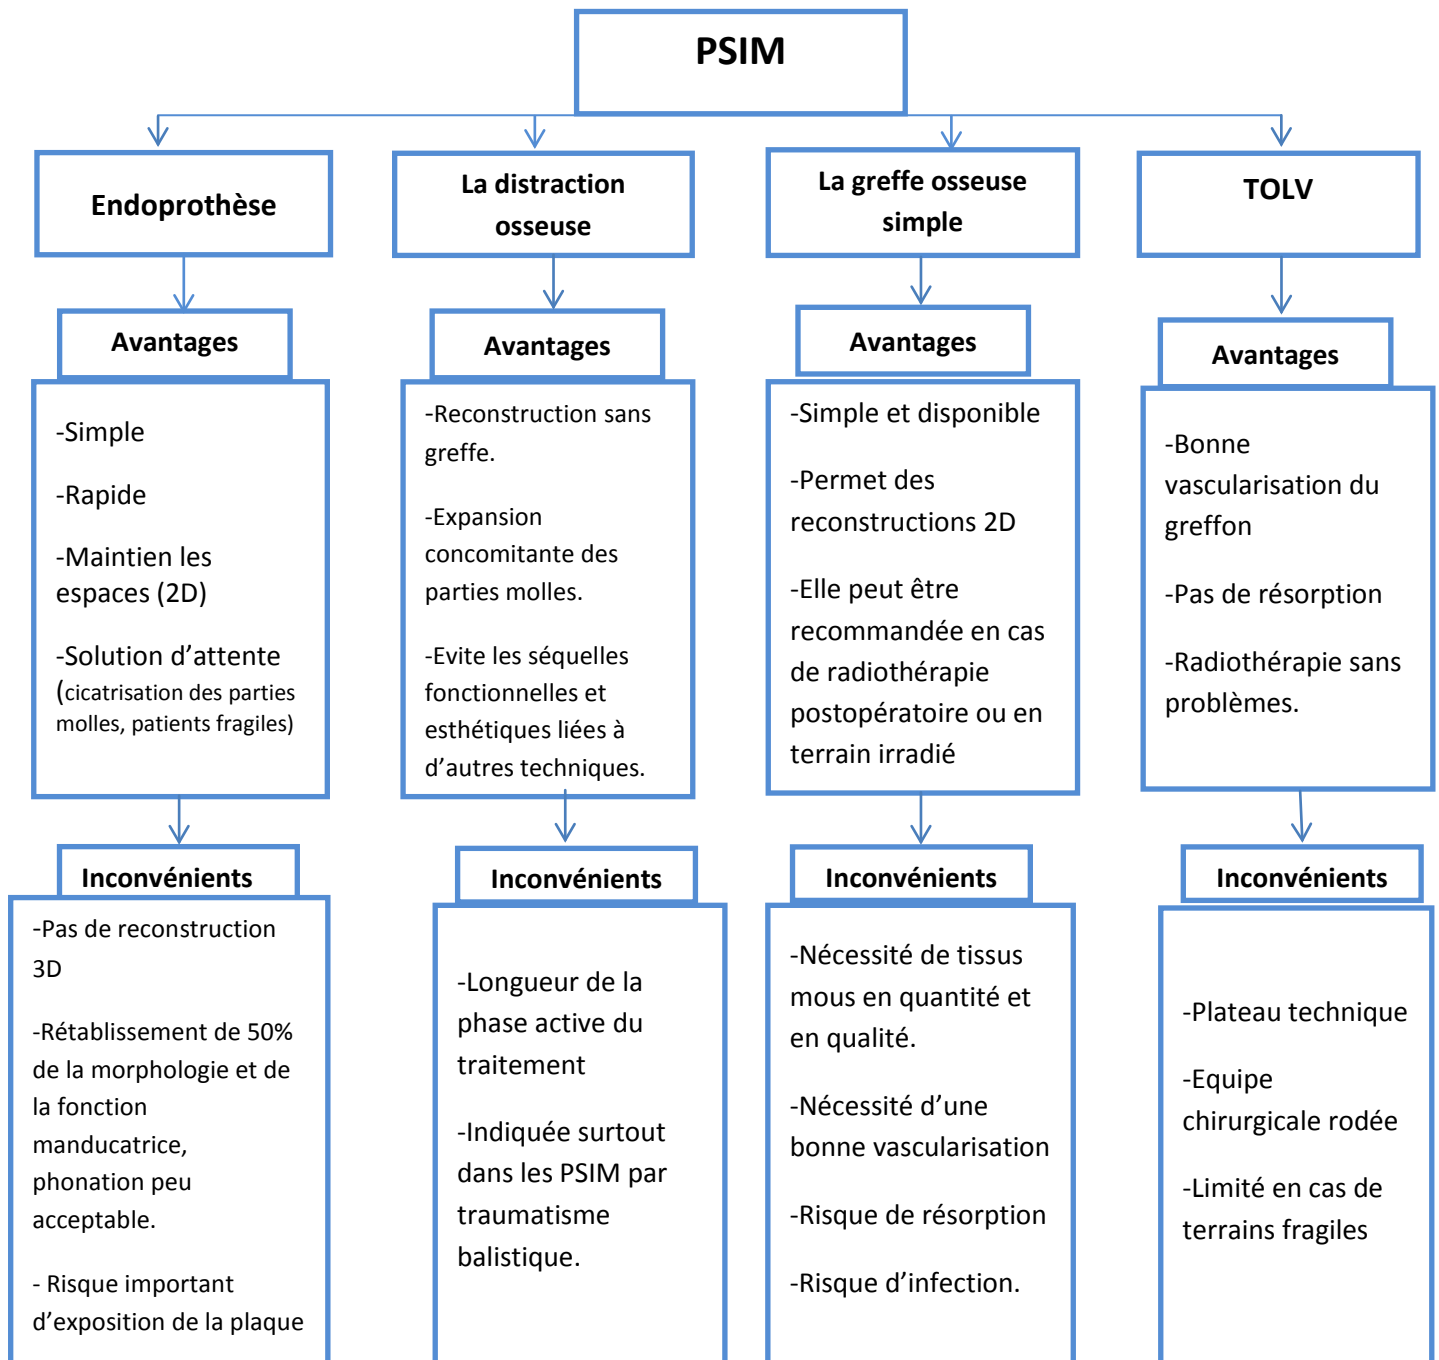 PSIM
Endoprothèse
La distraction
osseuse
La greffe osseuse
simple
TOLV
Avantages
-Simple
-Rapide
-Maintien les
espaces (2D)
-Solution d’attente
(cicatrisation des parties
molles, patients fragiles)
Avantages
-Reconstruction sans
greffe.
-Expansion
concomitante des
parties molles.
-Evite les séquelles
fonctionnelles et
esthétiques liées à
d’autres techniques.
Avantages
-Simple et disponible
-Permet des
reconstructions 2D
-Elle peut être
recommandée en cas
de radiothérapie
postopératoire ou en
terrain irradié
Avantages
-Bonne
vascularisation du
greffon
-Pas de résorption
-Radiothérapie sans
problèmes.
Inconvénients
-Pas de reconstruction
3D
-Rétablissement de 50%
de la morphologie et de
la fonction
manducatrice,
phonation peu
acceptable.
- Risque important
d’exposition de la plaque
Inconvénients
-Longueur de la
phase active du
traitement
-Indiquée surtout
dans les PSIM par
traumatisme
balistique.
Inconvénients
-Nécessité de tissus
mous en quantité et
en qualité.
-Nécessité d’une
bonne vascularisation
-Risque de résorption
-Risque d’infection.
Inconvénients
-Plateau technique
-Equipe
chirurgicale rodée
-Limité en cas de
terrains fragiles